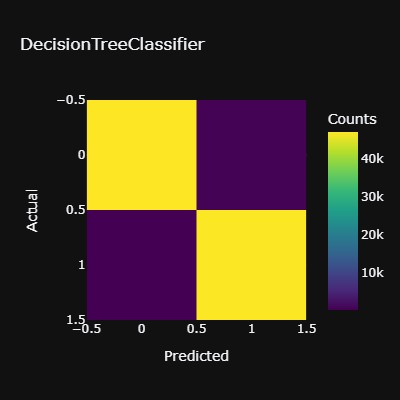 DecisionTreeClassifier
Counts
−0.5
0
0.5
1
1.5
Actual
−0.5
0
0.5
1
1.5
Predicted
40k
30k
20k
10k